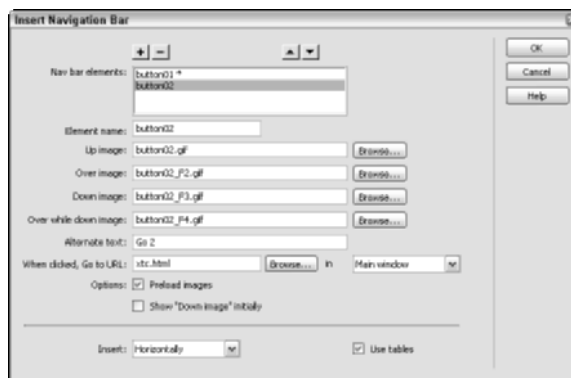 Insert Navigation Bar
+ −
Nav bar elements: button01 *
button02
Element name: button02
Up image: button02.gif Browse...
Over image: button02_F2.gif Browse...
Down image: button02_F3.gif Browse...
Over while down image: button02_F4.gif Browse...
Alternate text: Go 2
When clicked, Go to URL: xtc.html Browse... in Main window
Options: Preload images
Show "Down image" initially
Insert: Horizontally Use tables
OK
Cancel
Help